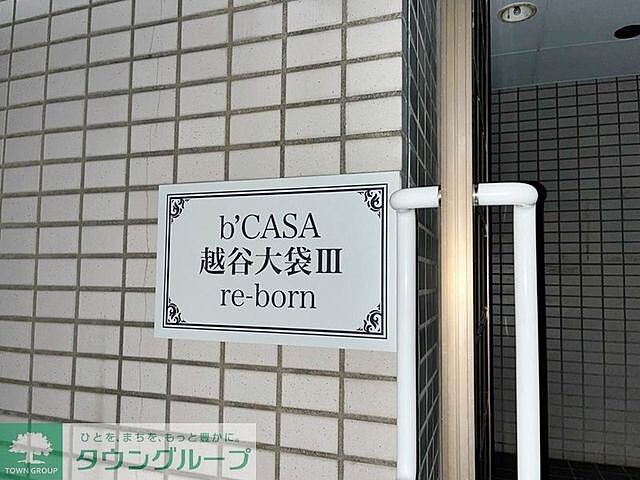 b'CASA
越谷大袋Ⅲ
re-born
ひとを、まちを、もっと豊かに。
タウングループ
TOWN GROUP